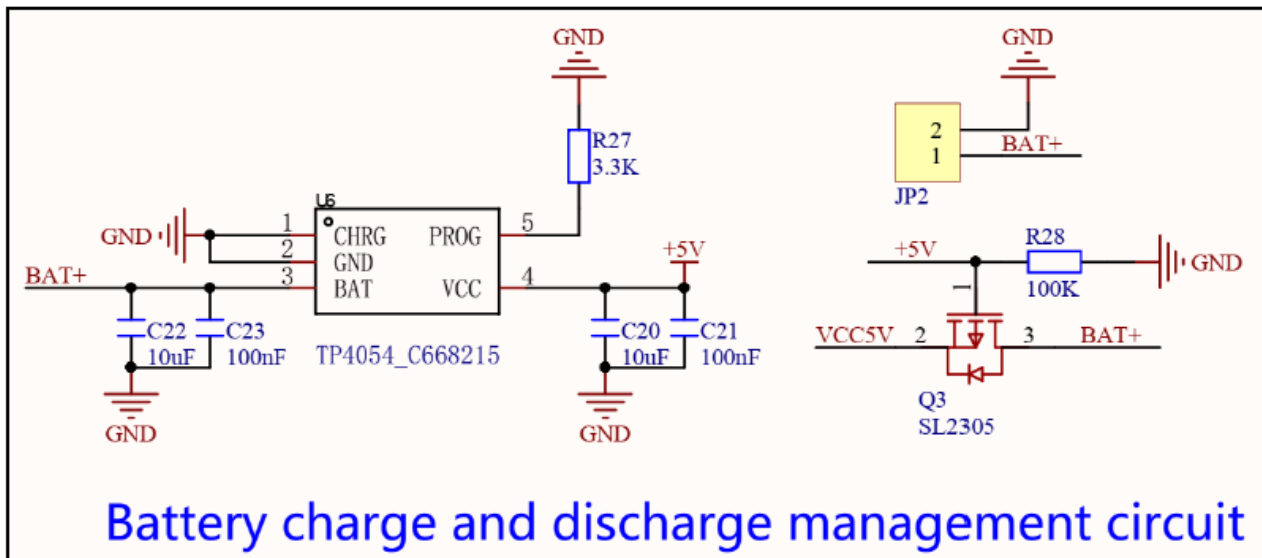 GND
R27
3.3K
U6
GND
1
CHRG
PROG
5
2
GND
BAT+
3
BAT
VCC
4
+5V
C22
10uF
C23
100nF
TP4054_C668215
C20
10uF
C21
100nF
GND
GND
GND
2
1
BAT+
JP2
+5V
R28
100K
GND
1
VCC5V
2
3
BAT+
Q3
SL2305
Battery charge and discharge management circuit